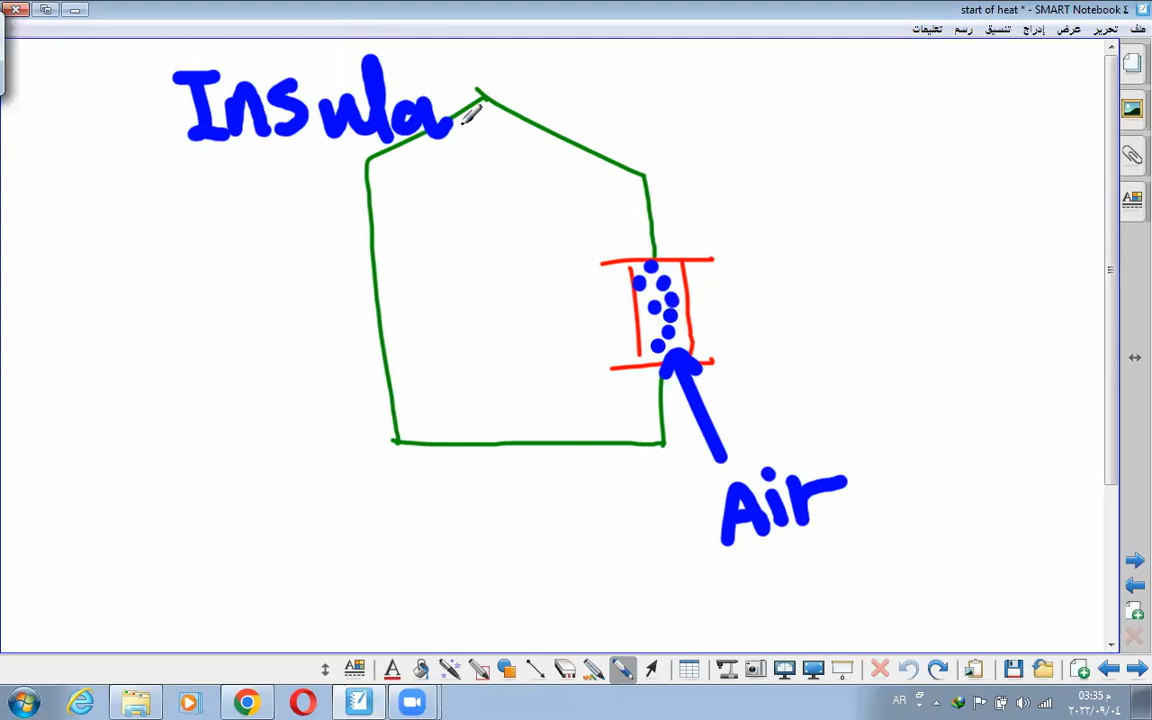 start of heat * - SMART Notebook ٤
ملف تحرير عرض إدراج تنسيق رسم تعليمات
Insula
Air
AR
م 03:35
٢٠٢٢/٠٩/٠٤